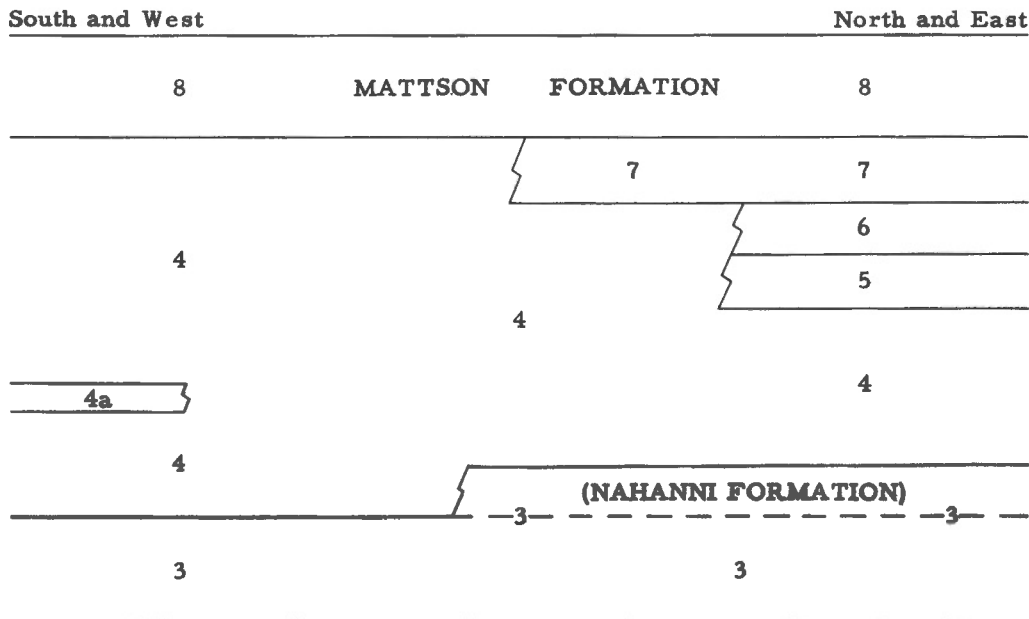 South and West North and East
8 MATTSON FORMATION 8
7 7
6
4
5
4
4
4a
4
(NAHANNI FORMATION)
3 3
3 3